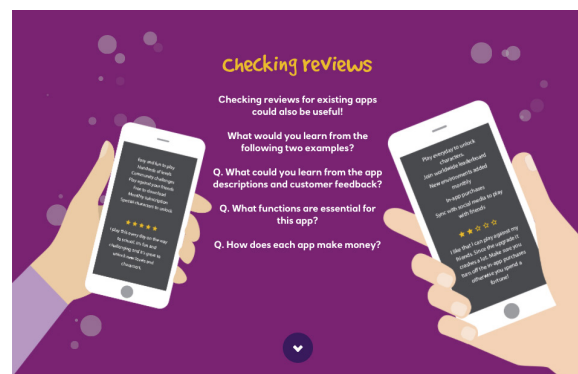 Checking reviews
Checking reviews for existing apps
could also be useful!
What would you learn from the
following two examples?
Q. What could you learn from the app
descriptions and customer feedback?
Q. What functions are essential for
this app?
Q. How does each app make money?
Easy and fun to play
Hundreds of levels
Community challenges
Play against your friends
Free to download
Monthly subscription
Special characters to unlock
I play this every day on the way
to school, it's fun and
challenging and it's great to
unlock new levels and
characters.
Play everyday to unlock
characters
Join worldwide leaderboard
New environments added
monthly
In-app purchases
Sync with social media to play
with friends
I like that I can play against my
friends. Since the upgrade it
crashes a lot. Make sure you
turn off the in-app purchases
otherwise you spend a
fortune!